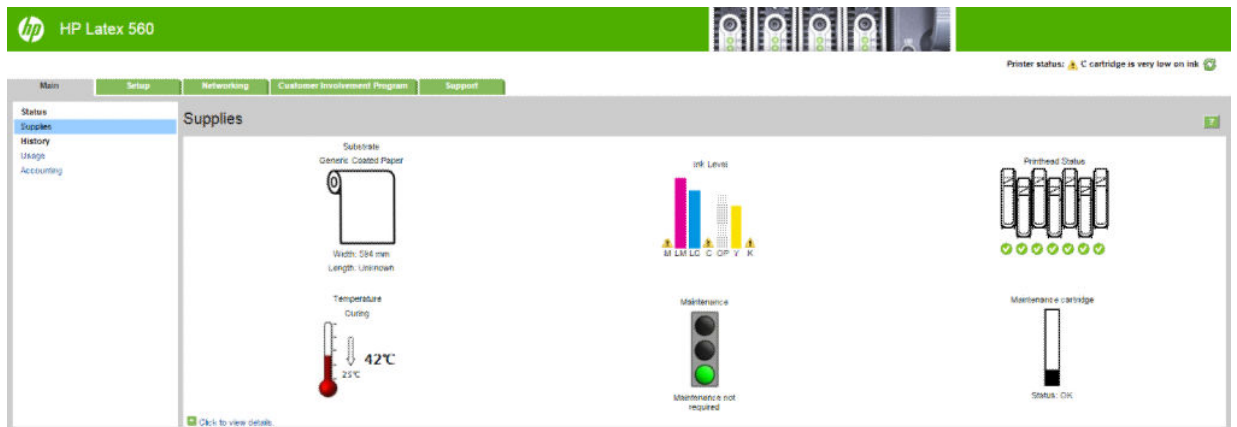 hp HP Latex 560
Printer status: C cartridge is very low on ink
Main Setup Networking Customer Involvement Program Support
Status
Supplies
History
Usage
Accounting
Supplies
?
Substrate
Generic Coated Paper
Width: 594 mm
Length: Unknown
Ink Level
M LM LC C OP Y K
Printhead Status
Temperature
Curing
42°C
25°C
Maintenance
Maintenance not
required
Maintenance cartridge
Status: OK
Click to view details.